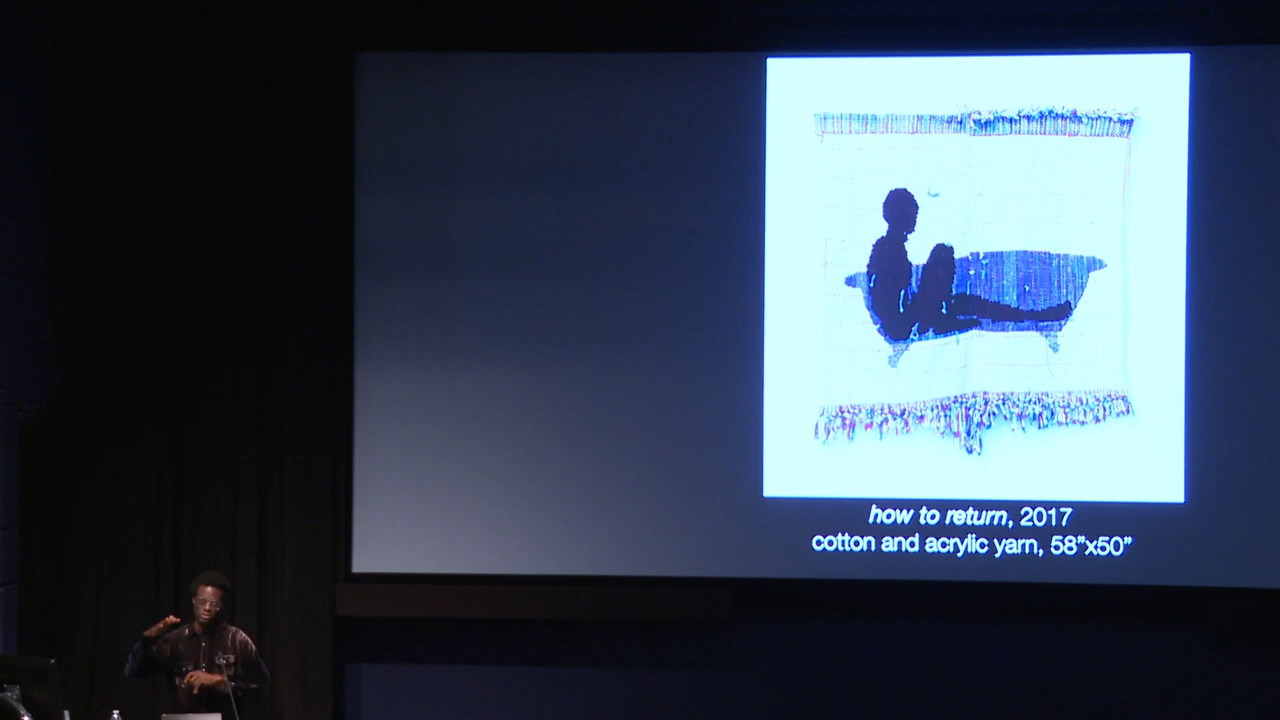 how to return, 2017
cotton and acrylic yarn, 58”x50”